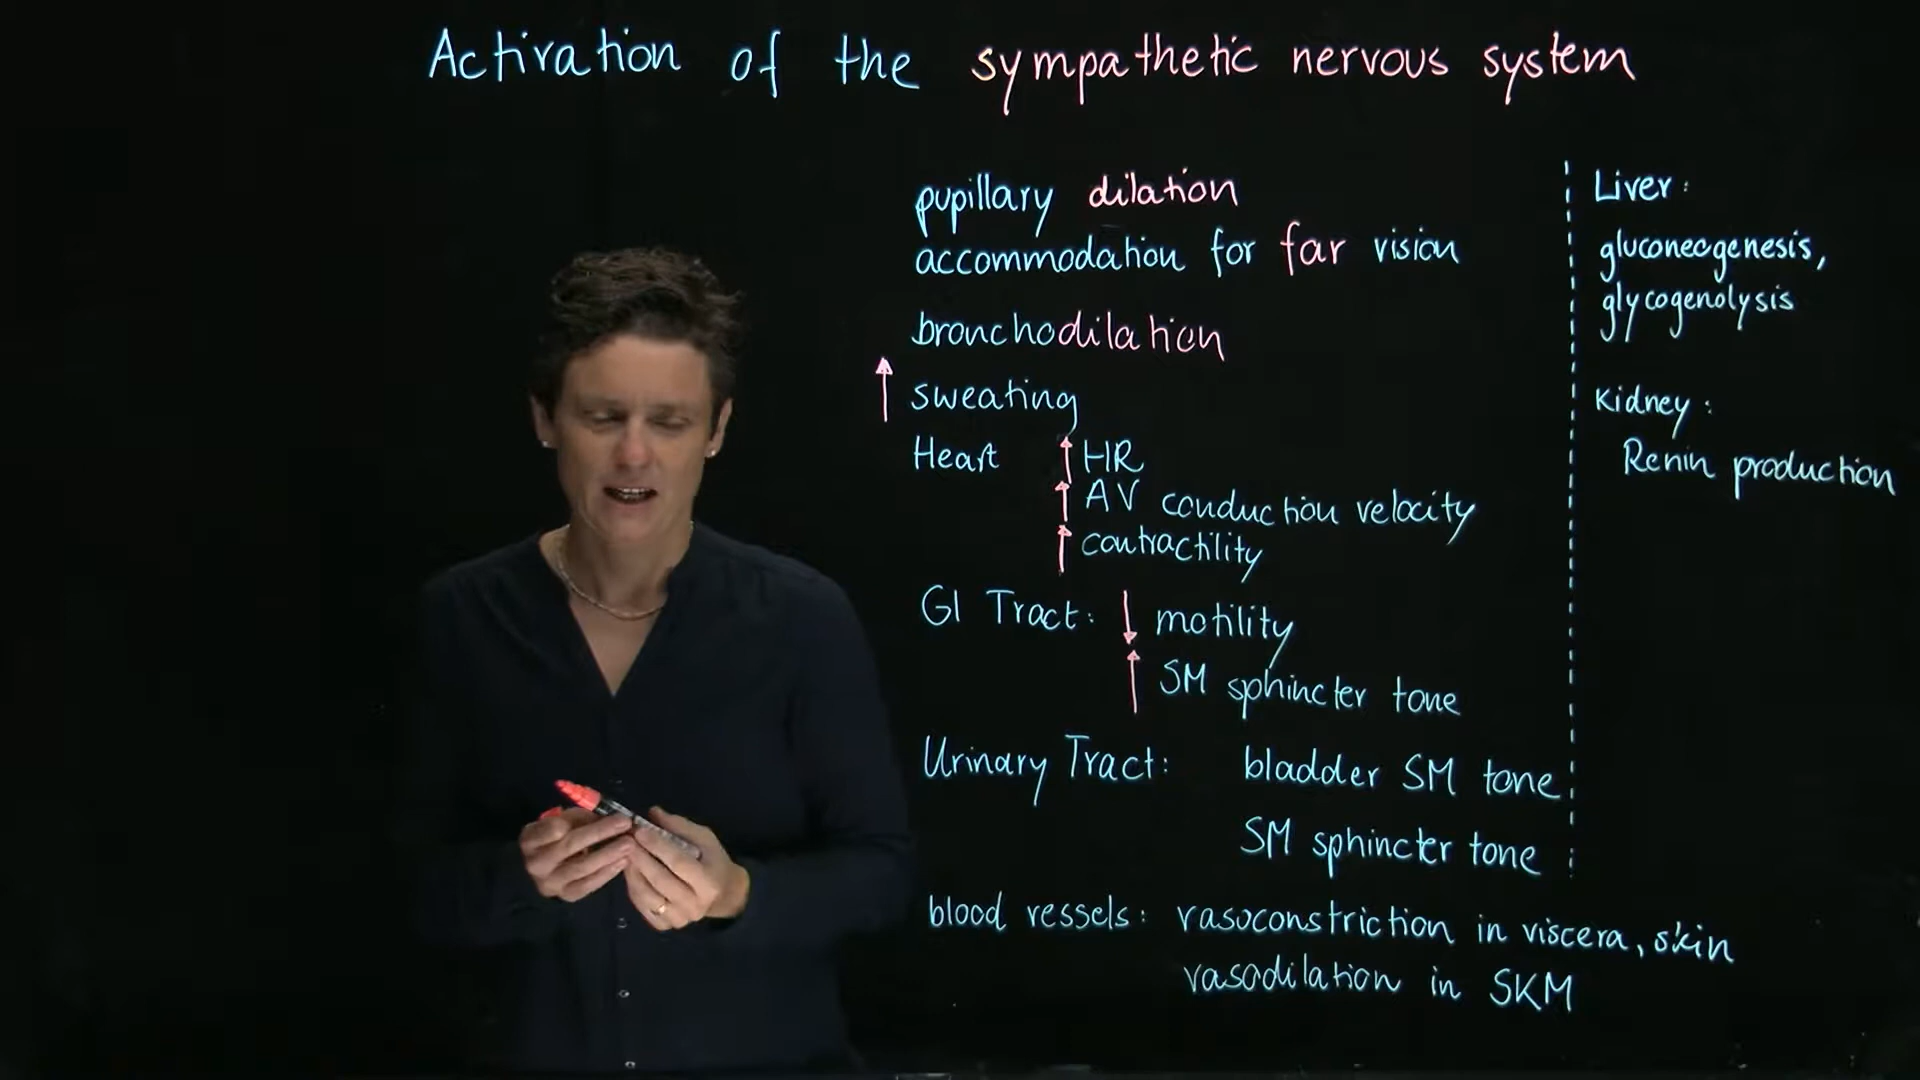 Activation of the sympathetic nervous system
pupillary dilation
accommodation for far vision
bronchodilation
↑ sweating
Heart ↑ HR
↑ AV conduction velocity
↑ contractility
GI Tract: ↓ motility
↑ SM sphincter tone
Urinary Tract: bladder SM tone
SM sphincter tone
blood vessels: vasoconstriction in viscera, skin
vasodilation in SKM
Liver:
gluconeogenesis,
glycogenolysis
Kidney:
Renin production